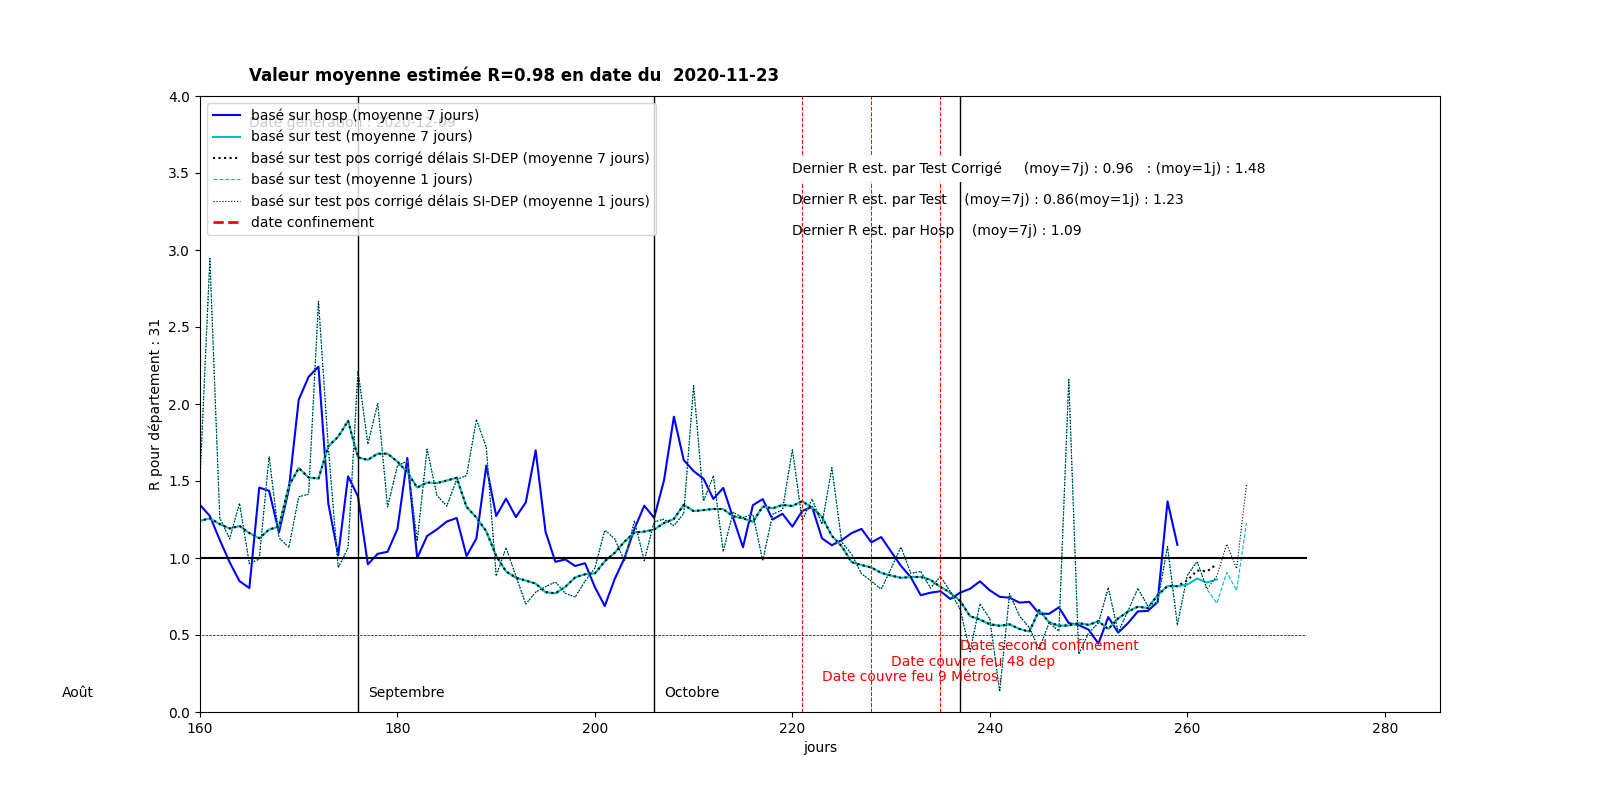 Valeur moyenne estimée R=0.98 en date du  2020-11-23
Date génération : 2020-12-09
basé sur hosp (moyenne 7 jours)
basé sur test (moyenne 7 jours)
basé sur test pos corrigé délais SI-DEP (moyenne 7 jours)
basé sur test (moyenne 1 jours)
basé sur test pos corrigé délais SI-DEP (moyenne 1 jours)
date confinement
Dernier R est. par Test Corrigé     (moy=7j) : 0.96   : (moy=1j) : 1.48
Dernier R est. par Test    (moy=7j) : 0.86(moy=1j) : 1.23
Dernier R est. par Hosp    (moy=7j) : 1.09
R pour département : 31
4.0
3.5
3.0
2.5
2.0
1.5
1.0
0.5
0.0
Date second confinement
Date couvre feu 48 dep
Date couvre feu 9 Métros
Août
Septembre
Octobre
160
180
200
220
240
260
280
jours